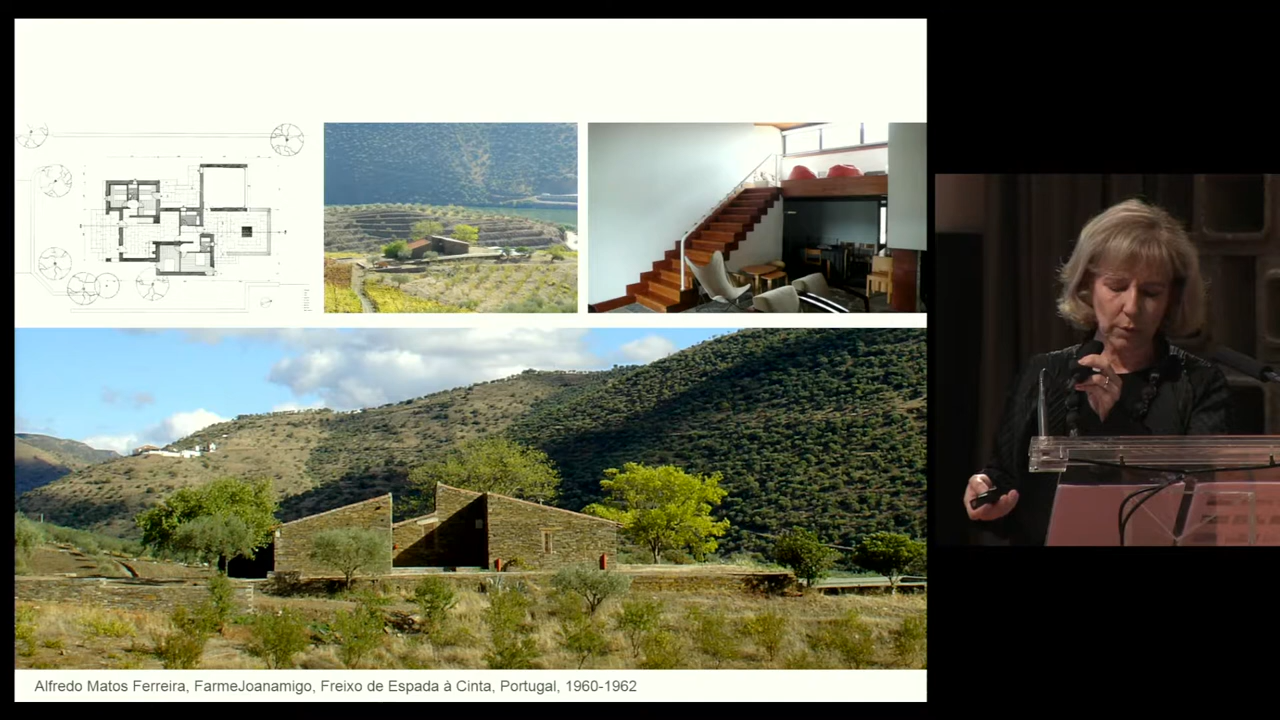 Alfredo Matos Ferreira, FarmeJoanamigo, Freixo de Espada à Cinta, Portugal, 1960-1962